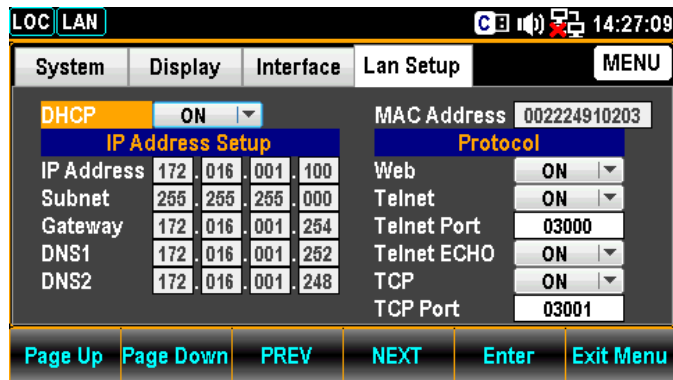 LOC LAN C 14:27:09
System Display Interface Lan Setup MENU
DHCP ON
IP Address Setup
IP Address 172 . 016 . 001 . 100
Subnet 255 . 255 . 255 . 000
Gateway 172 . 016 . 001 . 254
DNS1 172 . 016 . 001 . 252
DNS2 172 . 016 . 001 . 248
MAC Address 002224910203
Protocol
Web ON
Telnet ON
Telnet Port 03000
Telnet ECHO ON
TCP ON
TCP Port 03001
Page Up Page Down PREV NEXT Enter Exit Menu